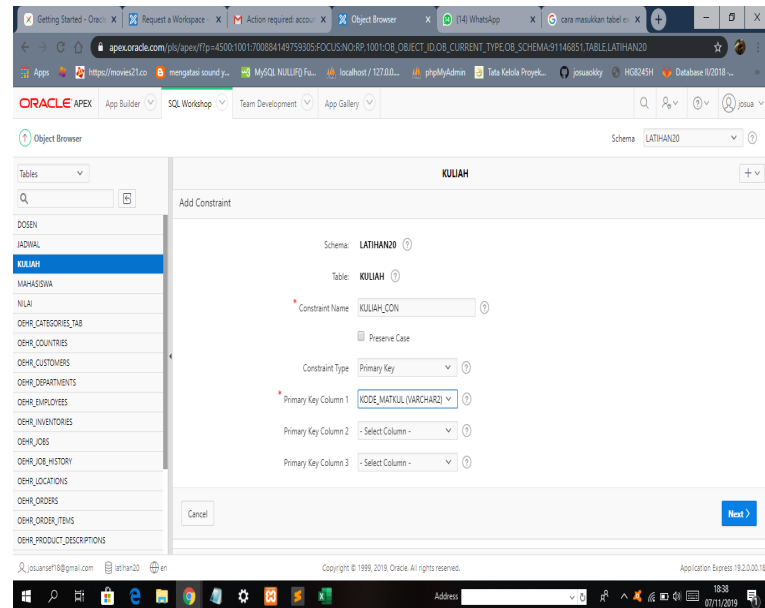 Getting Started - Oracl
Request a Workspace -
Action required: accour
Object Browser
(14) WhatsApp
cara masukkan tabel ex
apex.oracle.com/pls/apex/f?p=4500:1001:700884149759305:FOCUS:NO:RP,1001:OB_OBJECT_ID,OB_CURRENT_TYPE,OB_SCHEMA:91146851,TABLE,LATIHAN20
Apps
https://movies21.co
mengatasi sound y...
MySQL NULLIF() Fu...
localhost / 127.0.0....
phpMyAdmin
Tata Kelola Proyek...
josuaokky
HG8245H
Database II/2018 -...
ORACLE APEX
App Builder
SQL Workshop
Team Development
App Gallery
josua
Object Browser
Schema LATIHAN20
Tables
KULIAH
Add Constraint
DOSEN
JADWAL
KULIAH
MAHASISWA
NILAI
OEHR_CATEGORIES_TAB
OEHR_COUNTRIES
OEHR_CUSTOMERS
OEHR_DEPARTMENTS
OEHR_EMPLOYEES
OEHR_INVENTORIES
OEHR_JOBS
OEHR_JOB_HISTORY
OEHR_LOCATIONS
OEHR_ORDERS
OEHR_ORDER_ITEMS
OEHR_PRODUCT_DESCRIPTIONS
Schema: LATIHAN20
Table: KULIAH
* Constraint Name KULIAH_CON
Preserve Case
Constraint Type Primary Key
* Primary Key Column 1 KODE_MATKUL (VARCHAR2)
Primary Key Column 2 - Select Column -
Primary Key Column 3 - Select Column -
Cancel
Next >
josuansef18@gmail.com
latihan20
en
Copyright © 1999, 2019, Oracle. All rights reserved.
Application Express 19.2.0.00.18
Address
18:38
07/11/2019